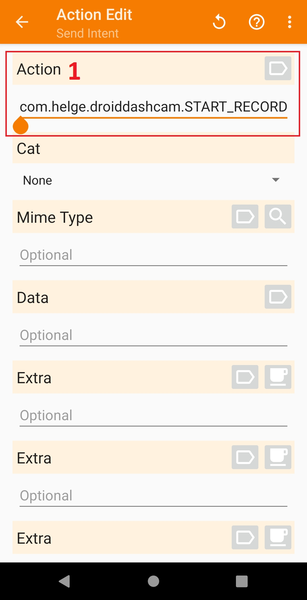 Action Edit
Send Intent
Action 1
com.helge.droiddashcam.START_RECORD
Cat
None
Mime Type
Optional
Data
Optional
Extra
Optional
Extra
Optional
Extra